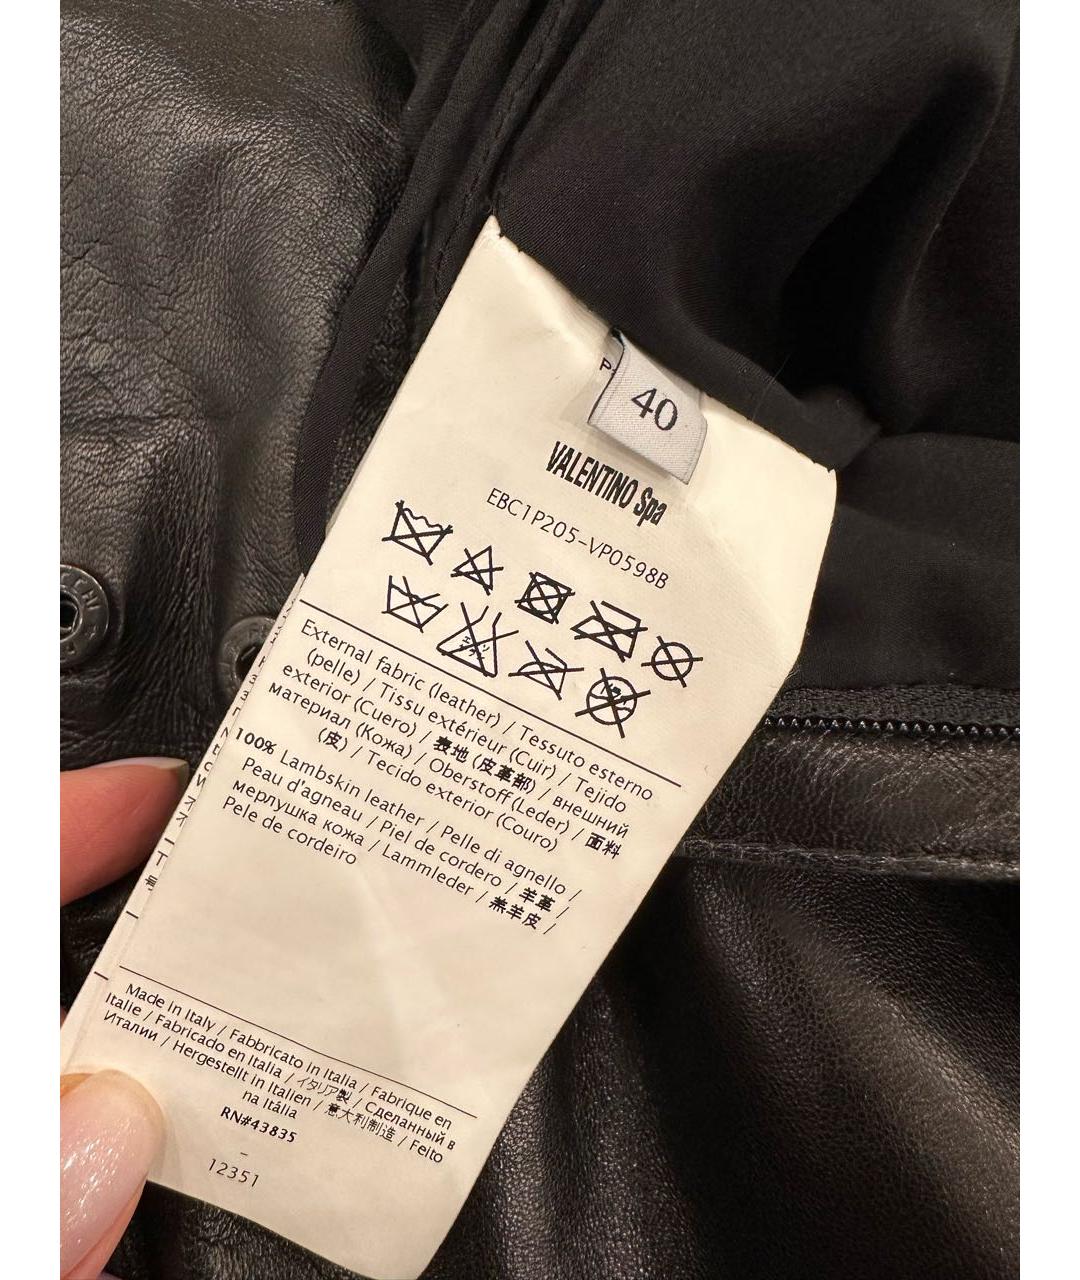 40
VALENTINO Spa
EBC1P205-VP0598B
External fabric (leather) / Tessuto esterno
(pelle) / Tissu extérieur (Cuir) / Tejido
exterior (Cuero) / 表地 (皮革部) / внешний
материал (Кожа) / Oberstoff (Leder) / 面料
(皮) / Tecido exterior (Couro)
100% Lambskin leather / Pelle di agnello /
Peau d'agneau / Piel de cordero / 羊革 /
мерлушка кожа / Lammleder / 羔羊皮 /
Pele de cordeiro
Made in Italy / Fabbricato in Italia / Fabrique en
Italie / Fabricado en Italia / イタリア製 / Сделанный в
Италии / Hergestellt in Italien / 意大利制造 / Feito
na Itália
RN#43835
–
12351